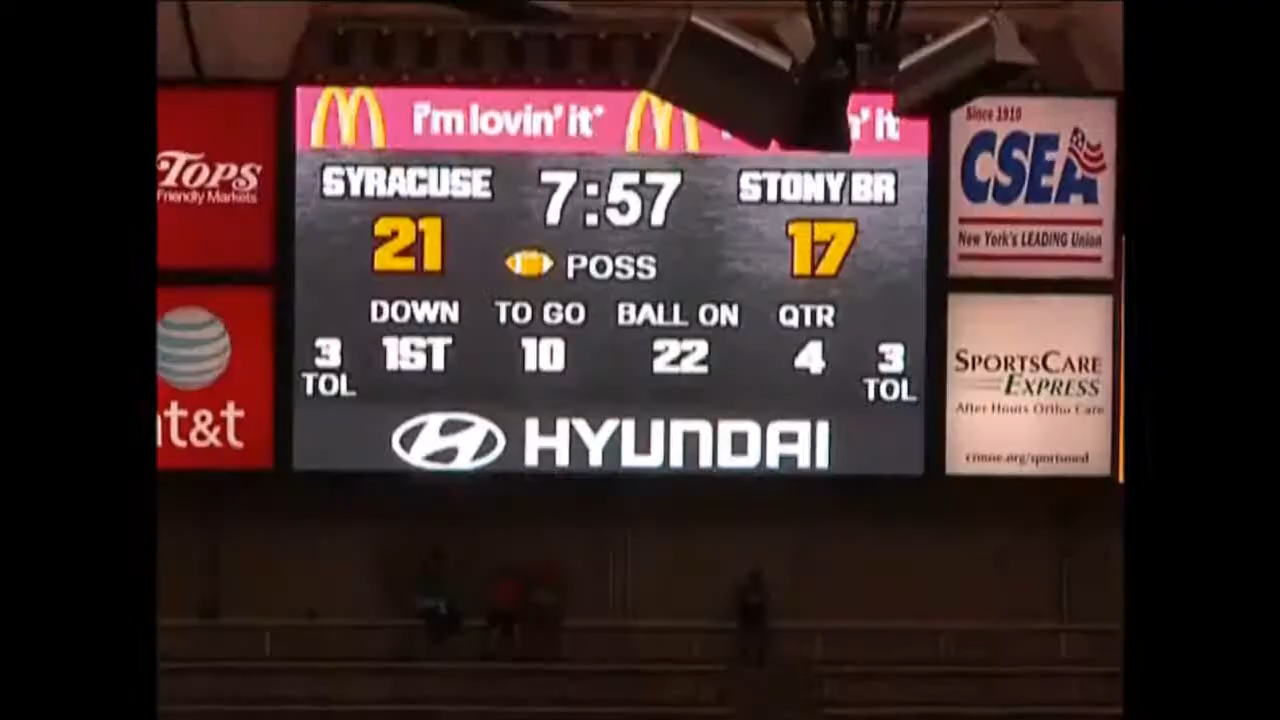 i'm lovin' it
TOPS
Friendly Markets
at&t
SYRACUSE 7:57 STONY BR
21 POSS 17
DOWN TO GO BALL ON QTR
3 1ST 10 22 4 3
TOL TOL
HYUNDAI
Since 1910
CSEA
New York's LEADING Union
SPORTSCARE
EXPRESS
After Hours Ortho Care